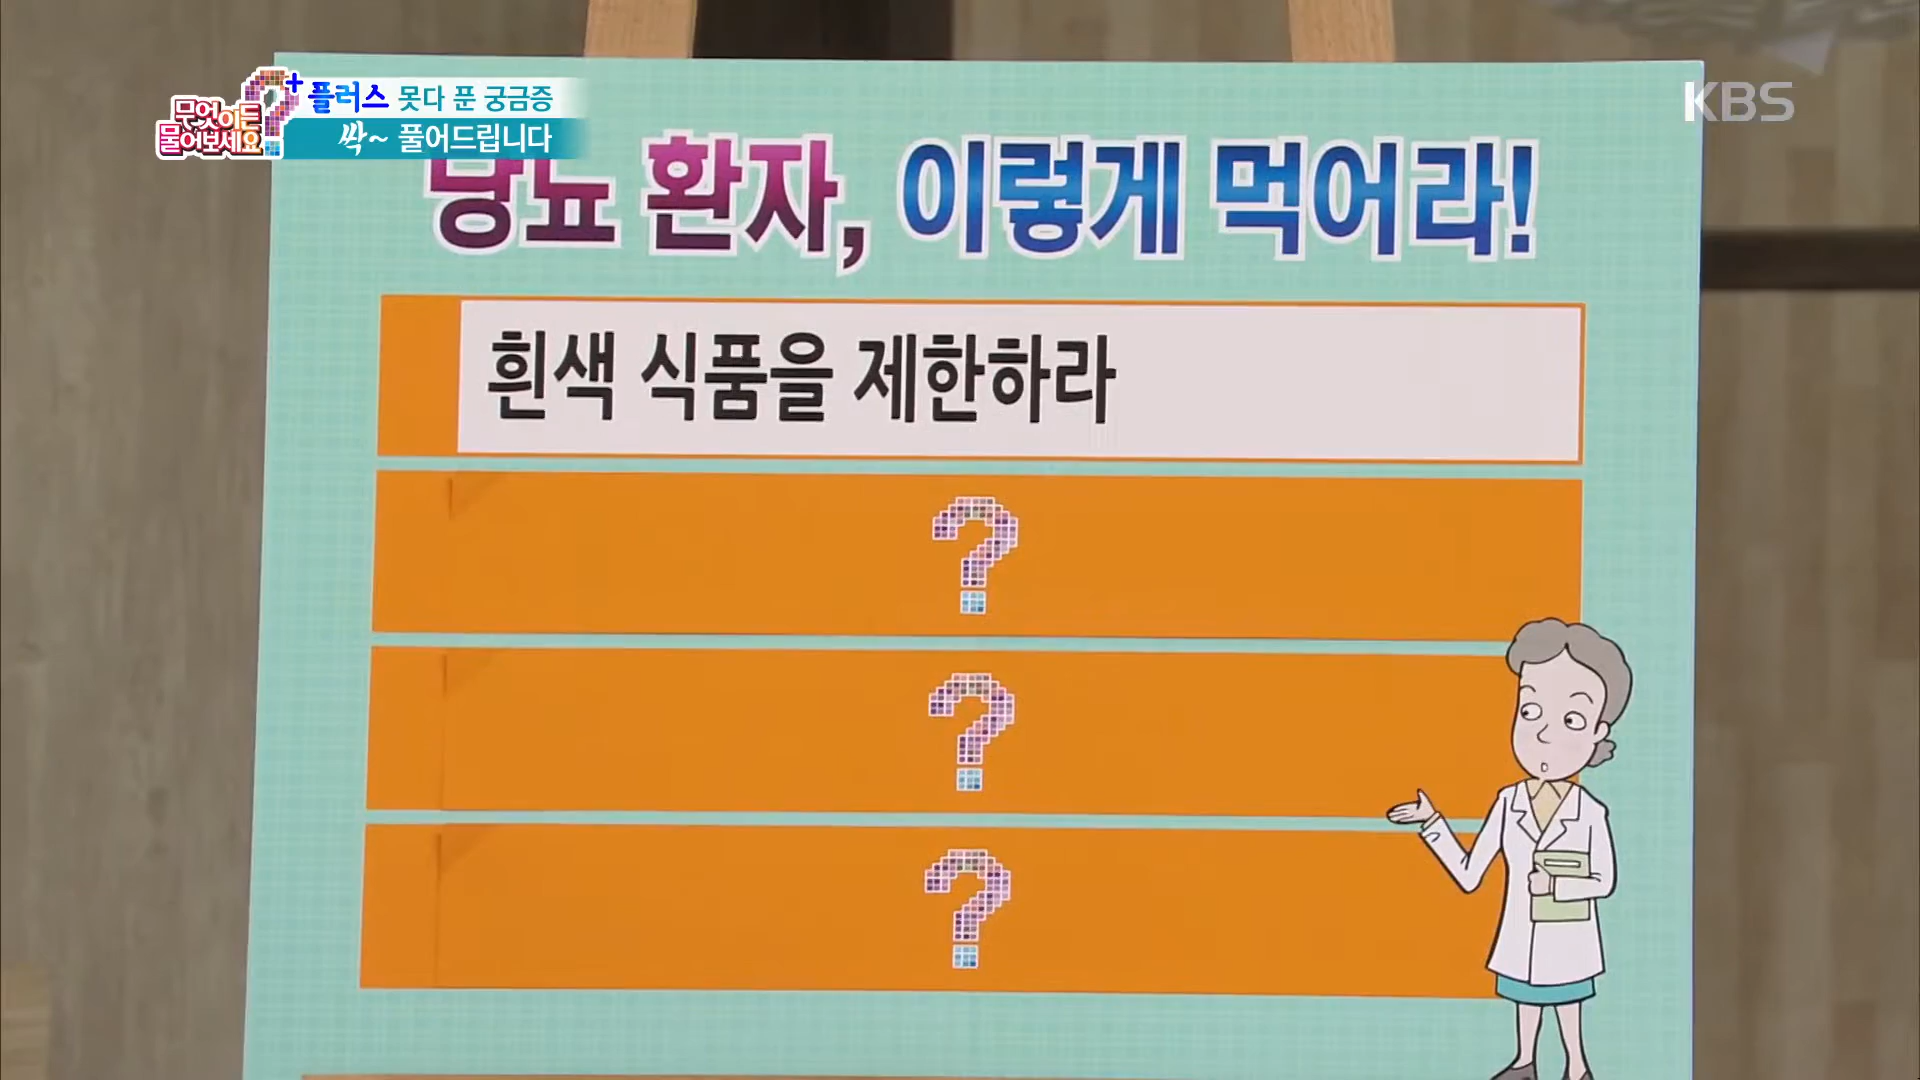 무엇이든
물어보세요
플러스 못다 푼 궁금증
싹~ 풀어드립니다
KBS
당뇨 환자, 이렇게 먹어라!
흰색 식품을 제한하라
?
?
?